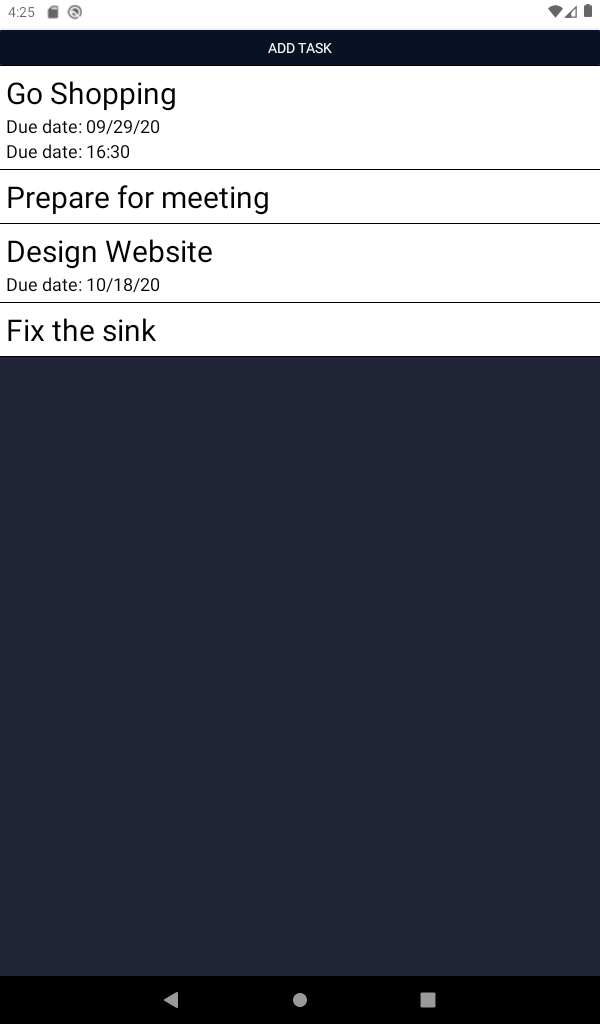 4:25
ADD TASK
Go Shopping
Due date: 09/29/20
Due date: 16:30
Prepare for meeting
Design Website
Due date: 10/18/20
Fix the sink